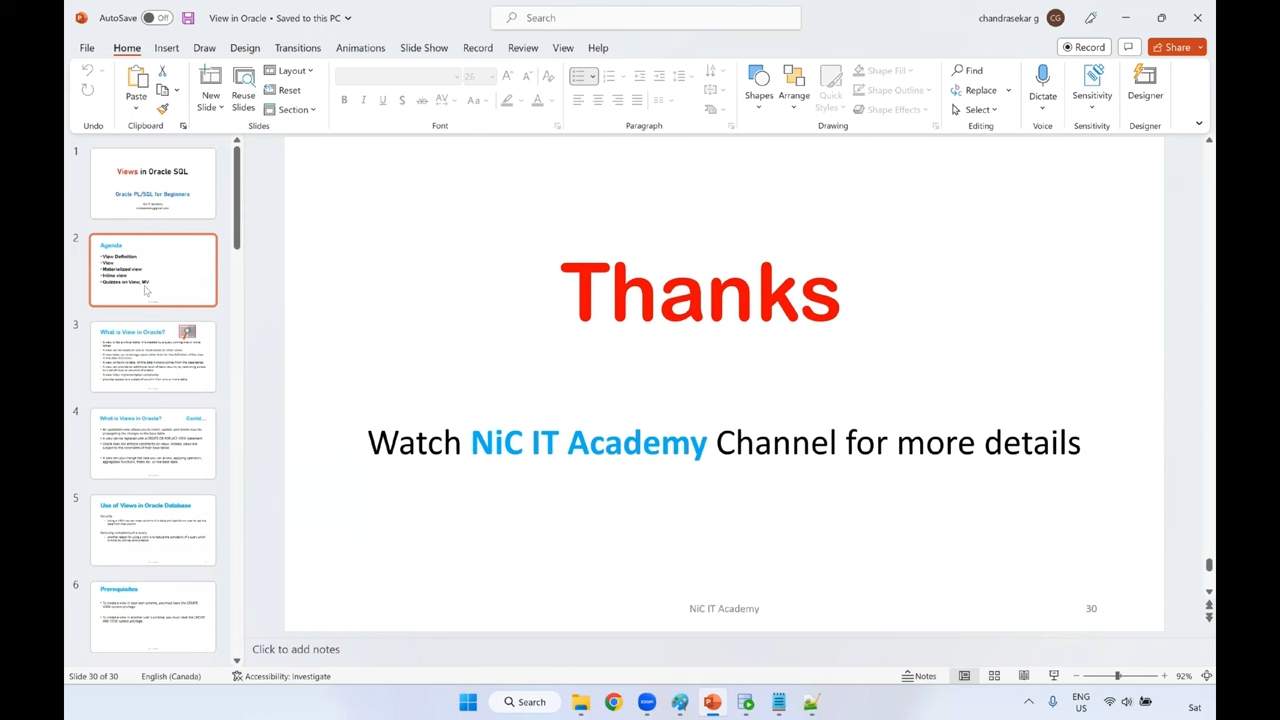 AutoSave Off View in Oracle • Saved to this PC Search chandrasekar g CG
File Home Insert Draw Design Transitions Animations Slide Show Record Review View Help Record Share
Paste New Slide Reuse Slides Layout Reset Section 26 Shapes Arrange Quick Styles Shape Fill Shape Outline Shape Effects Find Replace Select Dictate Sensitivity Designer
Undo Clipboard Slides Font Paragraph Drawing Editing Voice Sensitivity Designer
1
Views in Oracle SQL
Oracle PL/SQL for Beginners
2
Agenda
• View Definition
• View
• Materialized view
• Inline view
• Quizzes on View, MV
3
What is View in Oracle?
4
What is Views in Oracle? Contd...
5
Use of Views in Oracle Database
Security
6
Prerequisites
Thanks
Watch NiC IT Academy Channel for more details
NiC IT Academy 30
Click to add notes
Slide 30 of 30 English (Canada) Accessibility: Investigate Notes 92%
Search zoom ENG US Sat